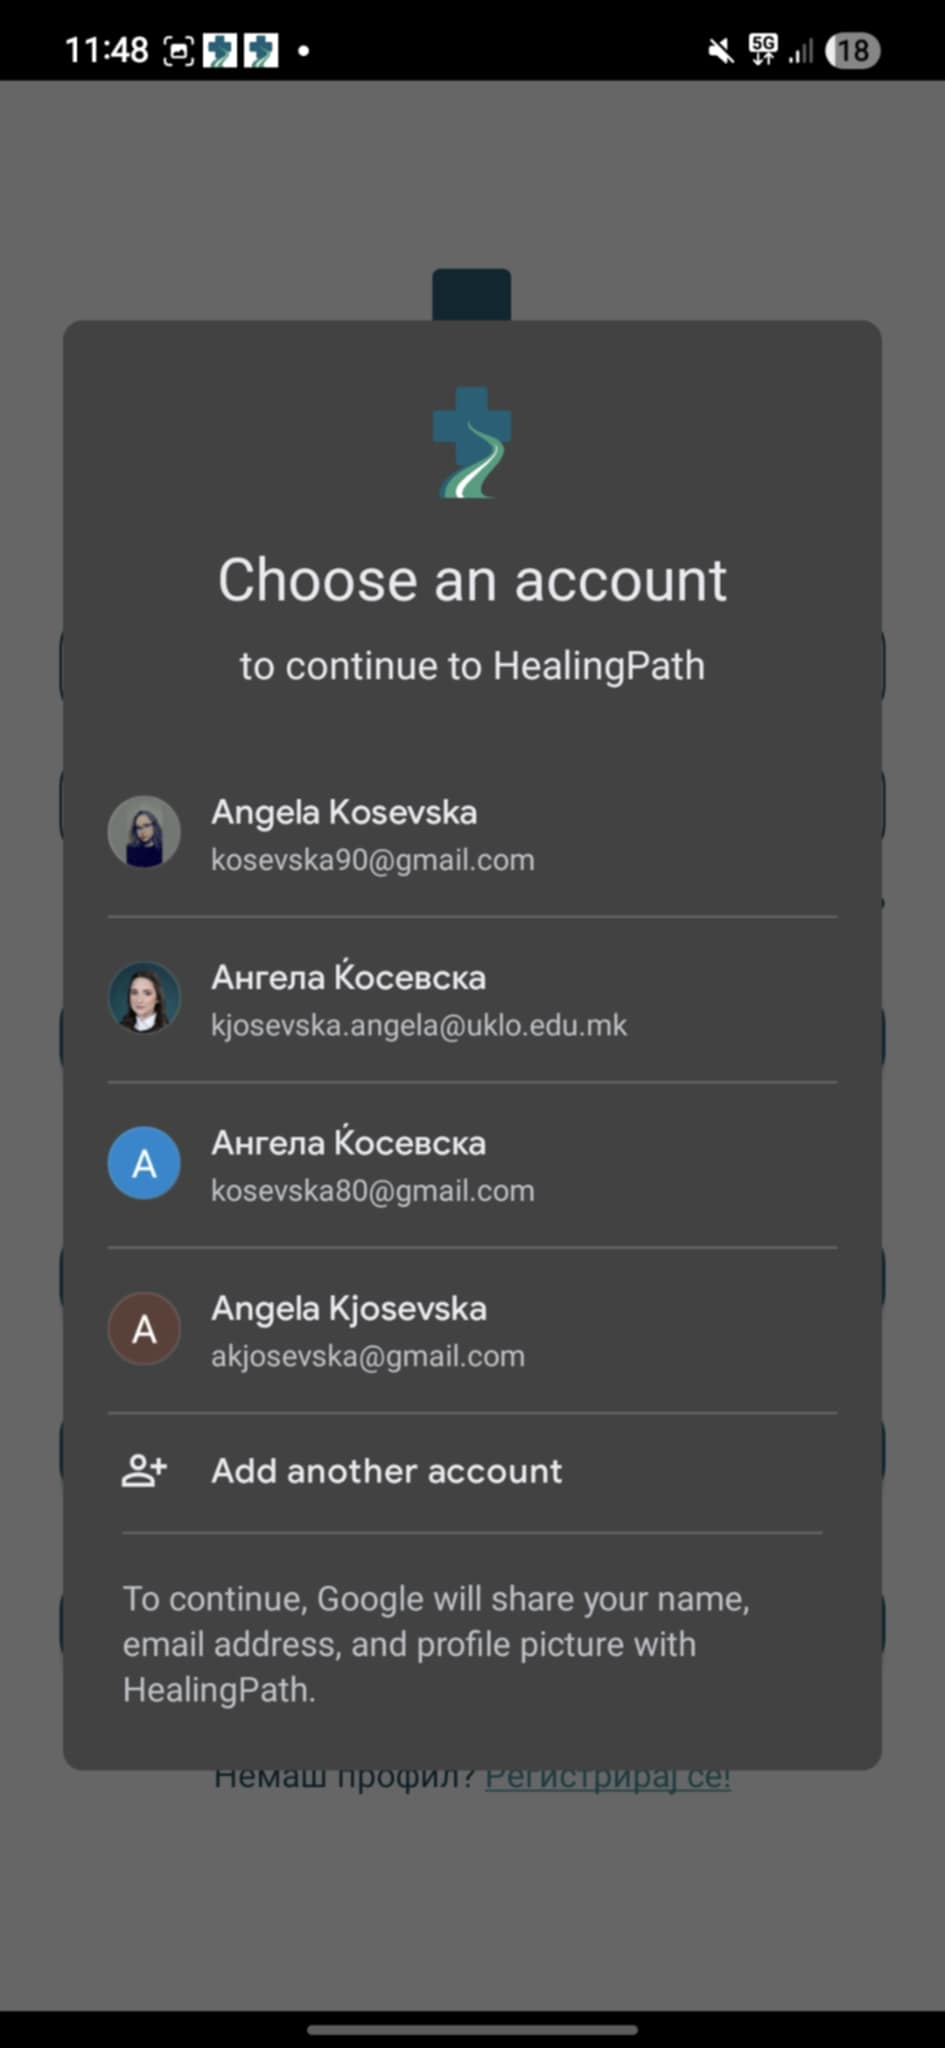 11:48
5G
18
Choose an account
to continue to HealingPath
Angela Kosevska
kosevska90@gmail.com
Ангела Ќосевска
kjosevska.angela@uklo.edu.mk
A
Ангела Ќосевска
kosevska80@gmail.com
A
Angela Kjosevska
akjosevska@gmail.com
Add another account
To continue, Google will share your name,
email address, and profile picture with
HealingPath.
Немаш профил? Регистрирај се!